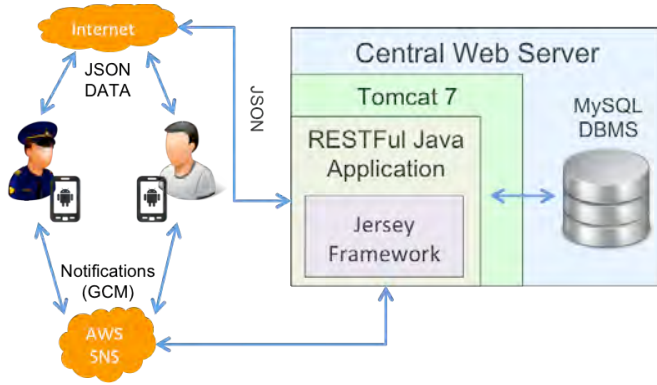 Internet
JSON
DATA
JSON
Notifications
(GCM)
AWS
SNS
Central Web Server
Tomcat 7
RESTFul Java
Application
Jersey
Framework
MySQL
DBMS